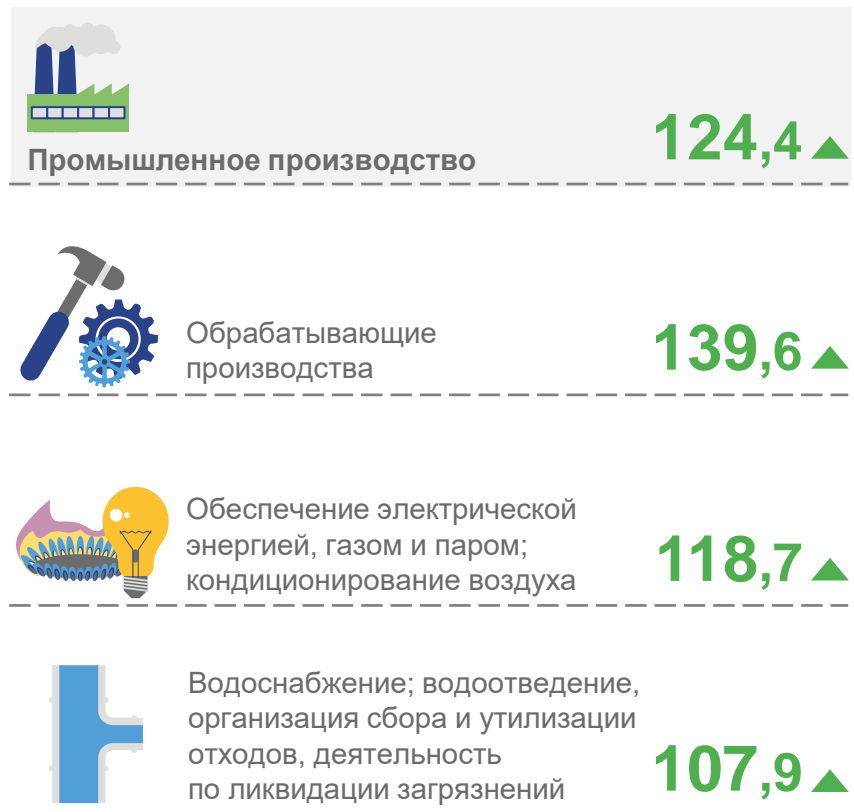 Промышленное производство
124,4
Обрабатывающие
производства
139,6
Обеспечение электрической
энергией, газом и паром;
кондиционирование воздуха
118,7
Водоснабжение; водоотведение,
организация сбора и утилизации
отходов, деятельность
по ликвидации загрязнений
107,9